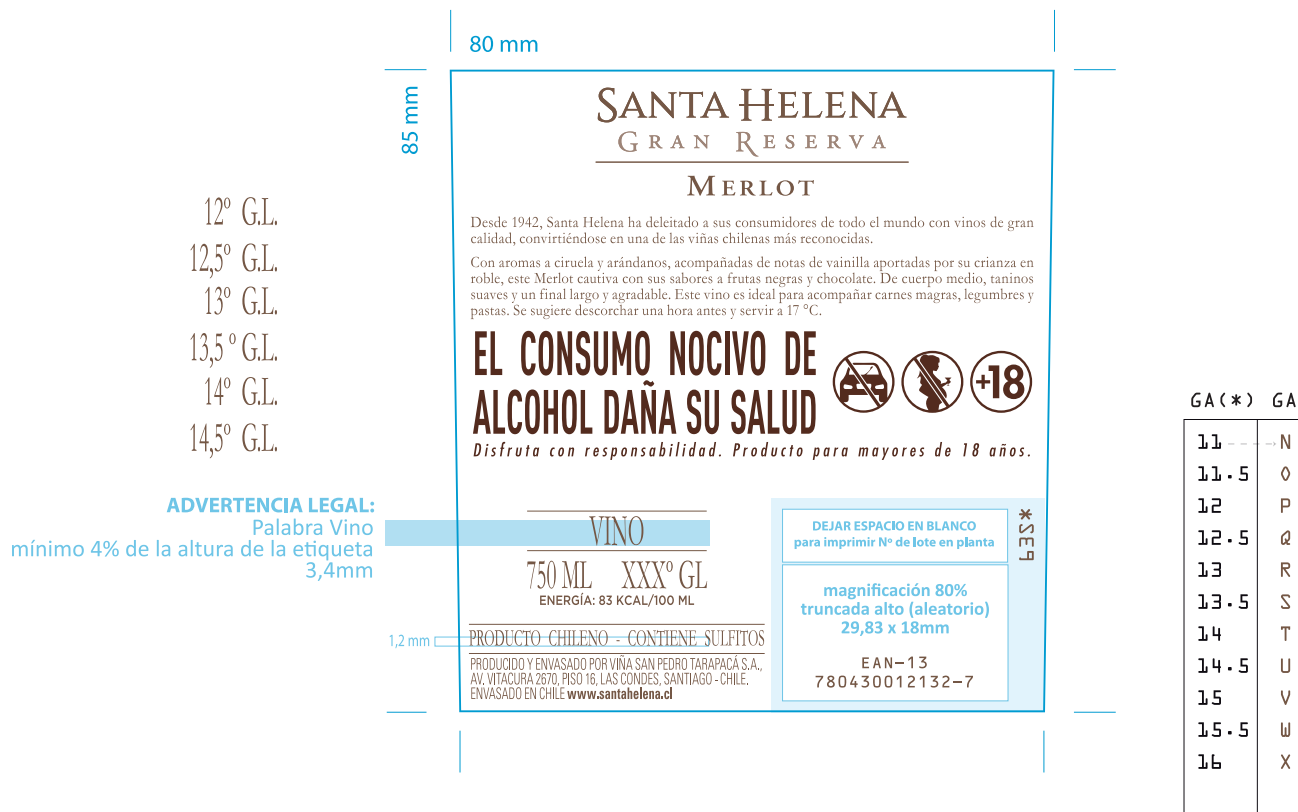 80 mm
85 mm
SANTA HELENA
GRAN RESERVA
MERLOT
Desde 1942, Santa Helena ha deleitado a sus consumidores de todo el mundo con vinos de gran
calidad, convirtiéndose en una de las viñas chilenas más reconocidas.
Con aromas a ciruela y arándanos, acompañadas de notas de vainilla aportadas por su crianza en
roble, este Merlot cautiva con sus sabores a frutas negras y chocolate. De cuerpo medio, taninos
suaves y un final largo y agradable. Este vino es ideal para acompañar carnes magras, legumbres y
pastas. Se sugiere descorchar una hora antes y servir a 17 °C.
EL CONSUMO NOCIVO DE
ALCOHOL DAÑA SU SALUD
+18
Disfruta con responsabilidad. Producto para mayores de 18 años.
VINO
750 ML XXXº GL
ENERGÍA: 83 KCAL/100 ML
PRODUCTO CHILENO - CONTIENE SULFITOS
PRODUCIDO Y ENVASADO POR VIÑA SAN PEDRO TARAPACÁ S.A.,
AV. VITACURA 2670, PISO 16, LAS CONDES, SANTIAGO - CHILE.
ENVASADO EN CHILE www.santahelena.cl
DEJAR ESPACIO EN BLANCO
para imprimir Nº de lote en planta
magnificación 80%
truncada alto (aleatorio)
29,83 x 18mm
EAN-13
780430012132-7
P32*
12º G.L.
12,5º G.L.
13º G.L.
13,5 º G.L.
14º G.L.
14,5º G.L.
ADVERTENCIA LEGAL:
Palabra Vino
mínimo 4% de la altura de la etiqueta
3,4mm
1,2 mm
GA(*) GA
11 N
11.5 O
12 P
12.5 Q
13 R
13.5 S
14 T
14.5 U
15 V
15.5 W
16 X